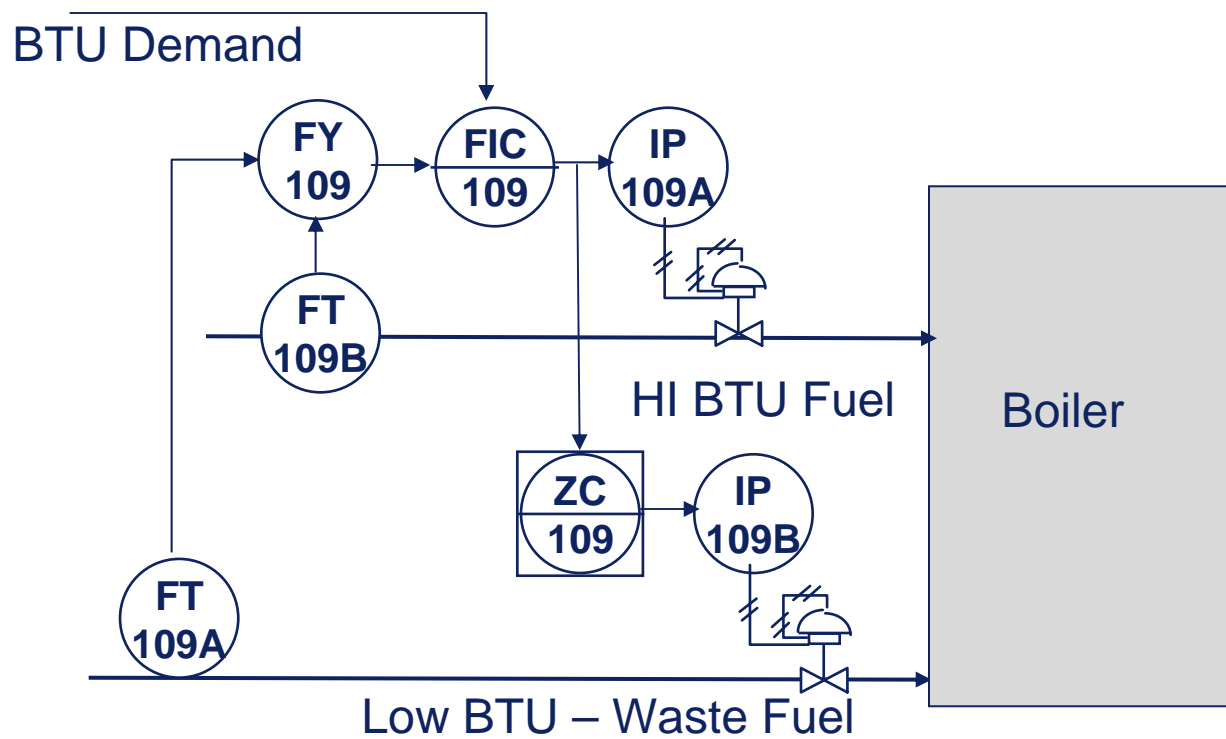 BTU Demand
FY
109
FIC
109
IP
109A
FT
109B
HI BTU Fuel
Boiler
ZC
109
IP
109B
FT
109A
Low BTU – Waste Fuel